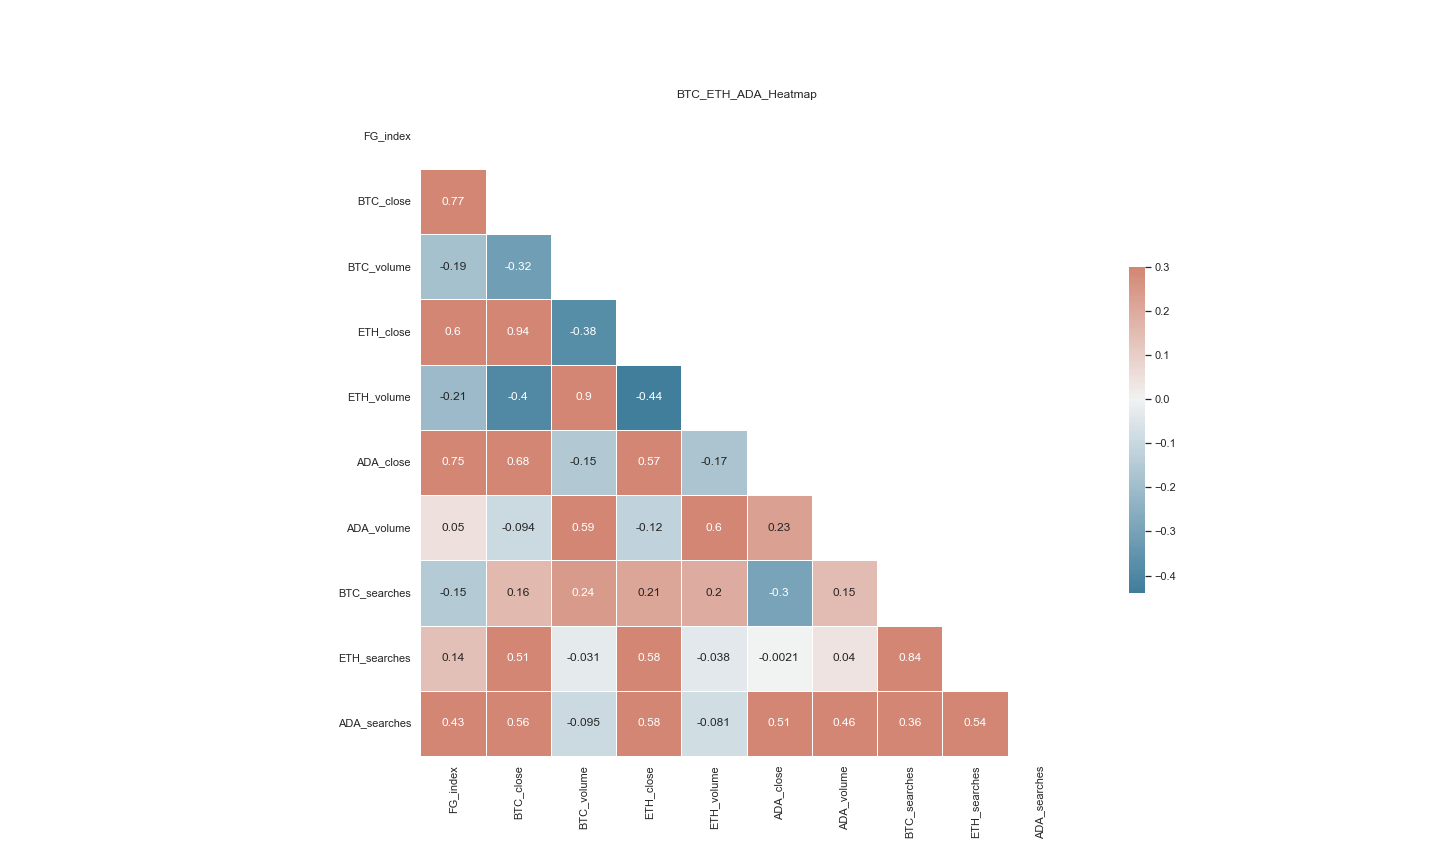 BTC_ETH_ADA_Heatmap
FG_index
BTC_close 0.77
BTC_volume -0.19 -0.32
ETH_close 0.6 0.94 -0.38
ETH_volume -0.21 -0.4 0.9 -0.44
ADA_close 0.75 0.68 -0.15 0.57 -0.17
ADA_volume 0.05 -0.094 0.59 -0.12 0.6 0.23
BTC_searches -0.15 0.16 0.24 0.21 0.2 -0.3 0.15
ETH_searches 0.14 0.51 -0.031 0.58 -0.038 -0.0021 0.04 0.84
ADA_searches 0.43 0.56 -0.095 0.58 -0.081 0.51 0.46 0.36 0.54
FG_index BTC_close BTC_volume ETH_close ETH_volume ADA_close ADA_volume BTC_searches ETH_searches ADA_searches
0.3
0.2
0.1
0.0
−0.1
−0.2
−0.3
−0.4